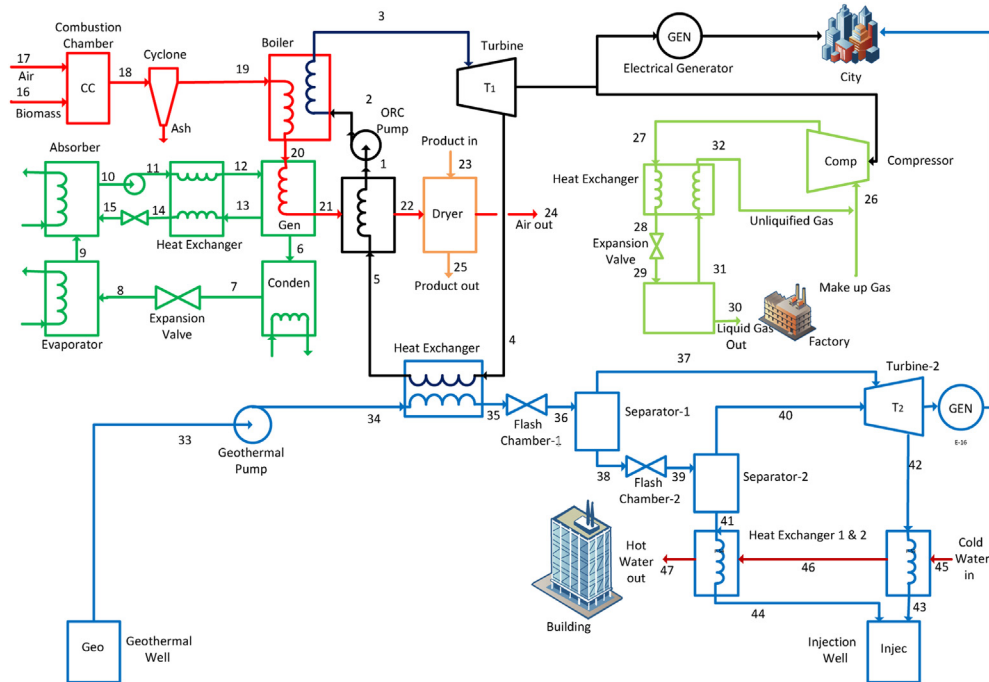 3
Combustion
Chamber
Cyclone
Boiler
Turbine
GEN
Electrical Generator
City
17
Air
16
Biomass
CC
18
19
T1
2
ORC
Pump
Ash
20
1
Product in
23
27
32
Comp
Compressor
Absorber
10
11
12
15
14
13
Gen
21
22
Dryer
24
Air out
Heat Exchanger
28
Unliquified Gas
26
Heat Exchanger
9
6
5
25
Product out
Expansion
Valve
29
31
Make up Gas
8
7
Conden
Expansion
Valve
Evaporator
4
30
Liquid Gas
Out
Factory
Heat Exchanger
37
Turbine-2
33
Geothermal
Pump
34
35
Flash
Chamber-1
36
Separator-1
40
T2
GEN
E-16
38
Flash
Chamber-2
39
Separator-2
42
41
Hot
Water
out
47
Heat Exchanger 1 & 2
46
45
Cold
Water
in
44
43
Building
Geo
Geothermal
Well
Injection
Well
Injec